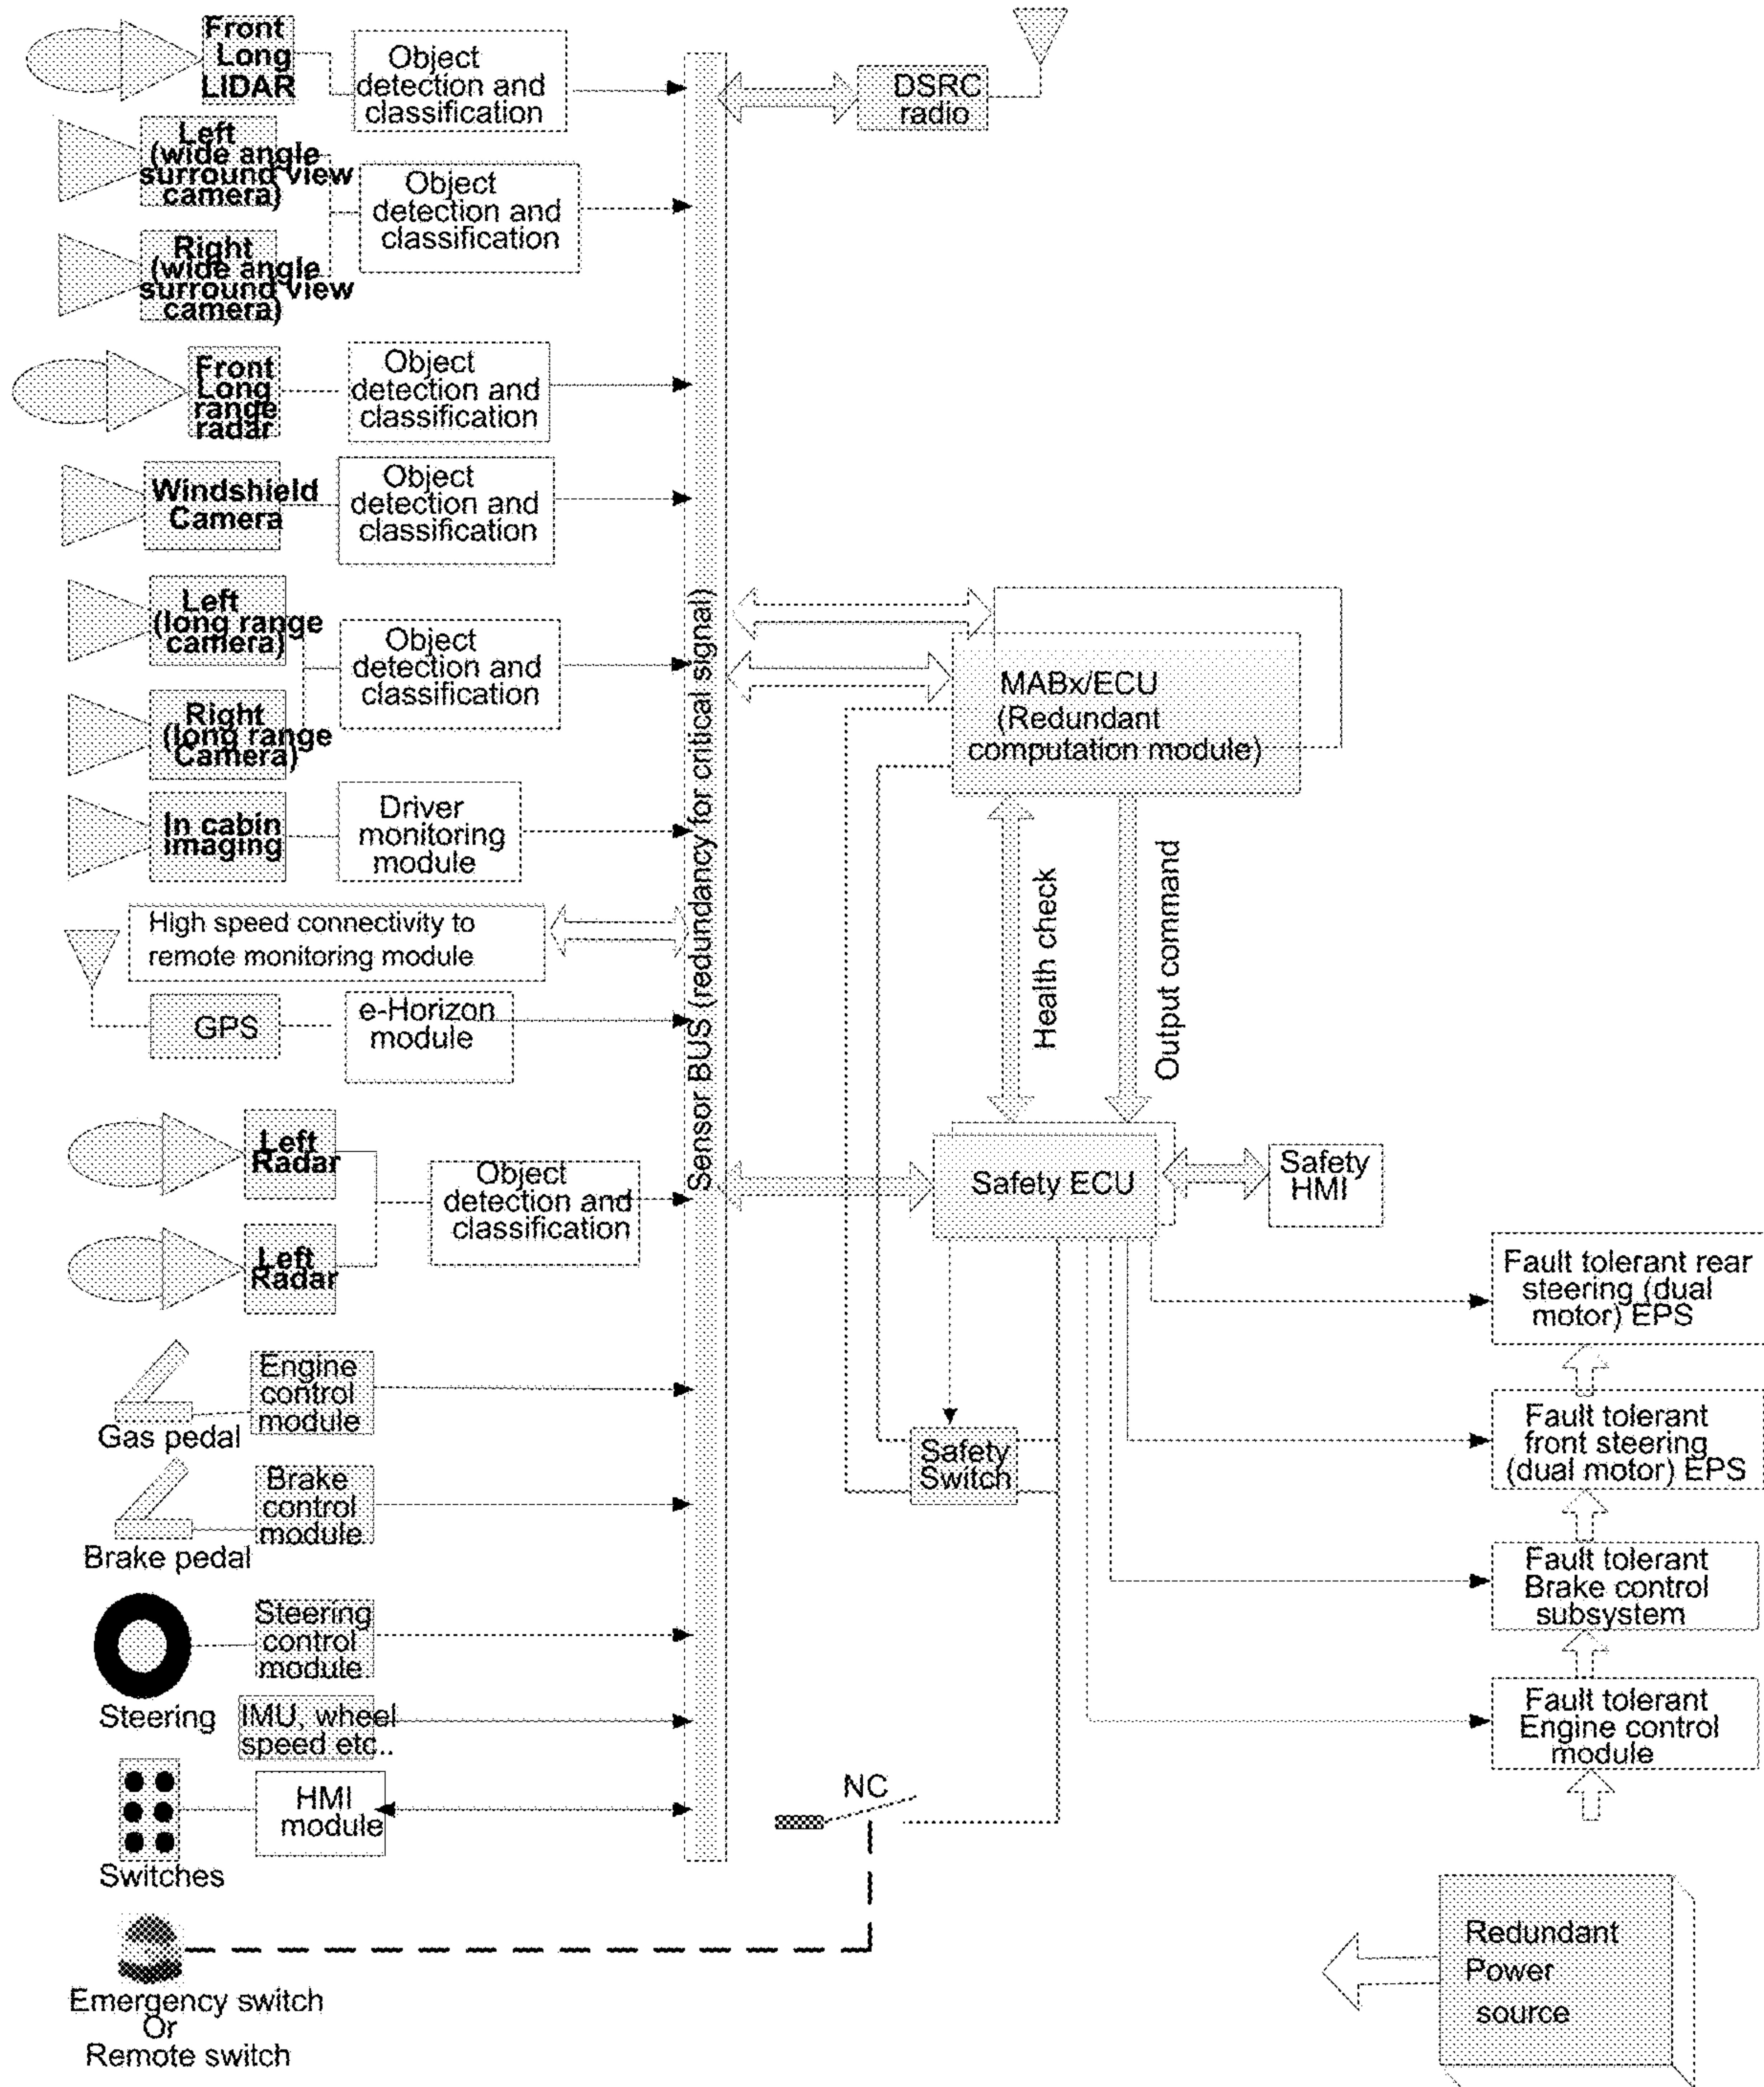 Front
Long
LIDAR
Object
detection and
classification
DSRC
radio
Left
(wide angle
surround view
camera)
Object
detection and
classification
Right
(wide angle
surround view
camera)
Front
Long
range
radar
Object
detection and
classification
Windshield
Camera
Object
detection and
classification
Left
(long range
camera)
Object
detection and
classification
Right
(long range
Camera)
In cabin
imaging
Driver
monitoring
module
High speed connectivity to
remote monitoring module
GPS
e-Horizon
module
Left
Radar
Object
detection and
classification
Left
Radar
Engine
control
module
Gas pedal
Brake
control
module
Brake pedal
Steering
control
module
Steering
IMU, wheel
speed etc..
HMI
module
Switches
Emergency switch
Or
Remote switch
Sensor BUS (redundancy for critical signal)
MABx/ECU
(Redundant
computation module)
Health check
Output command
Safety ECU
Safety
HMI
Safety
Switch
NC
Fault tolerant rear
steering (dual
motor) EPS
Fault tolerant
front steering
(dual motor) EPS
Fault tolerant
Brake control
subsystem
Fault tolerant
Engine control
module
Redundant
Power
source